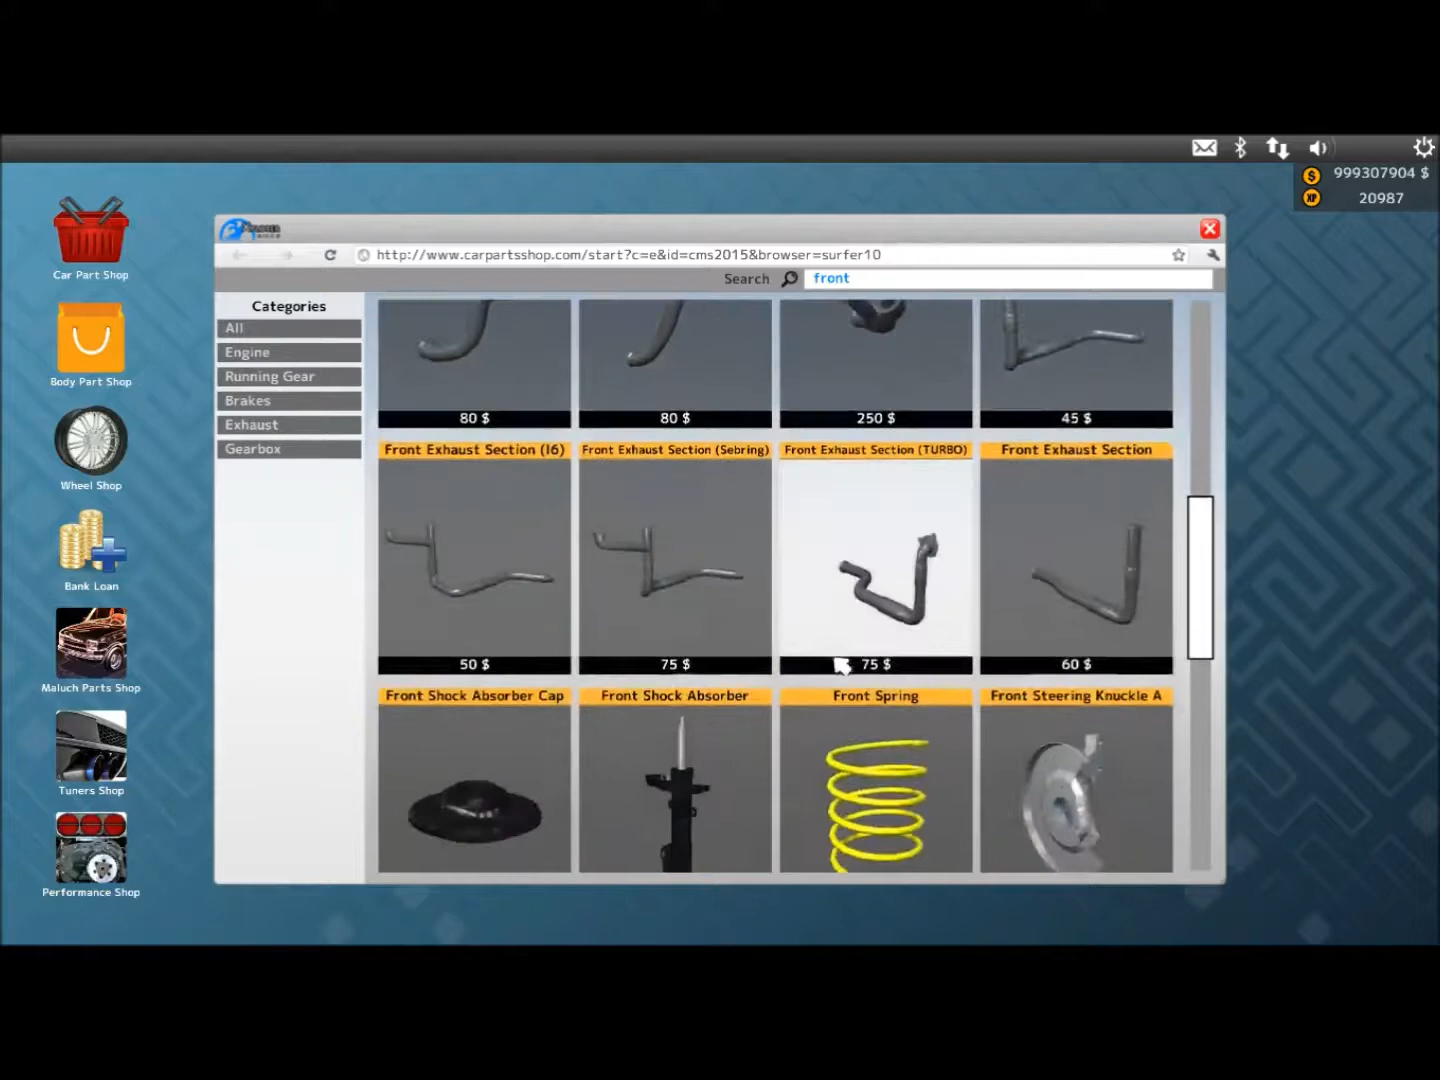 999307904 $
XP 20987
http://www.carpartsshop.com/start?c=e&id=cms2015&browser=surfer10
Search front
Categories
All
Engine
Running Gear
Brakes
Exhaust
Gearbox
Car Part Shop
Body Part Shop
Wheel Shop
Bank Loan
Maluch Parts Shop
Tuners Shop
Performance Shop
80 $
80 $
250 $
45 $
Front Exhaust Section (I6)
Front Exhaust Section (Sebring)
Front Exhaust Section (TURBO)
Front Exhaust Section
50 $
75 $
75 $
60 $
Front Shock Absorber Cap
Front Shock Absorber
Front Spring
Front Steering Knuckle A